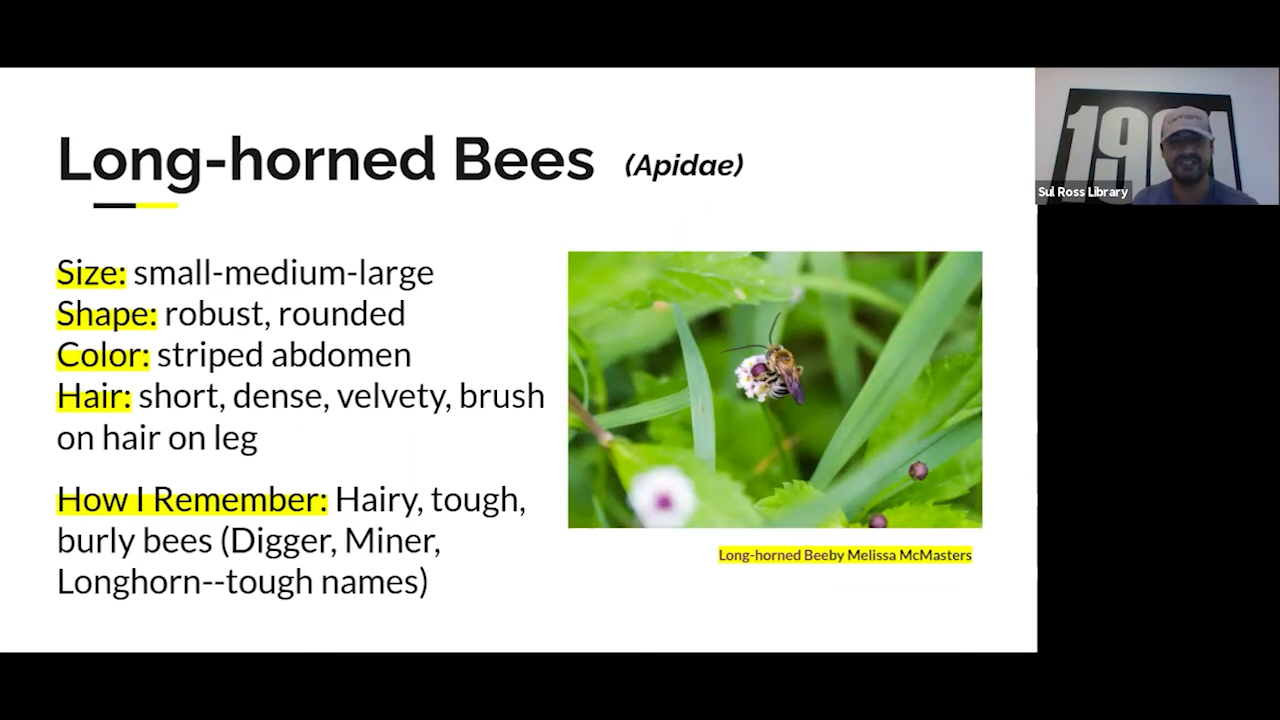 Long-horned Bees (Apidae)
Size: small-medium-large
Shape: robust, rounded
Color: striped abdomen
Hair: short, dense, velvety, brush
on hair on leg
How I Remember: Hairy, tough,
burly bees (Digger, Miner,
Longhorn--tough names)
Long-horned Beeby Melissa McMasters
Sul Ross Library